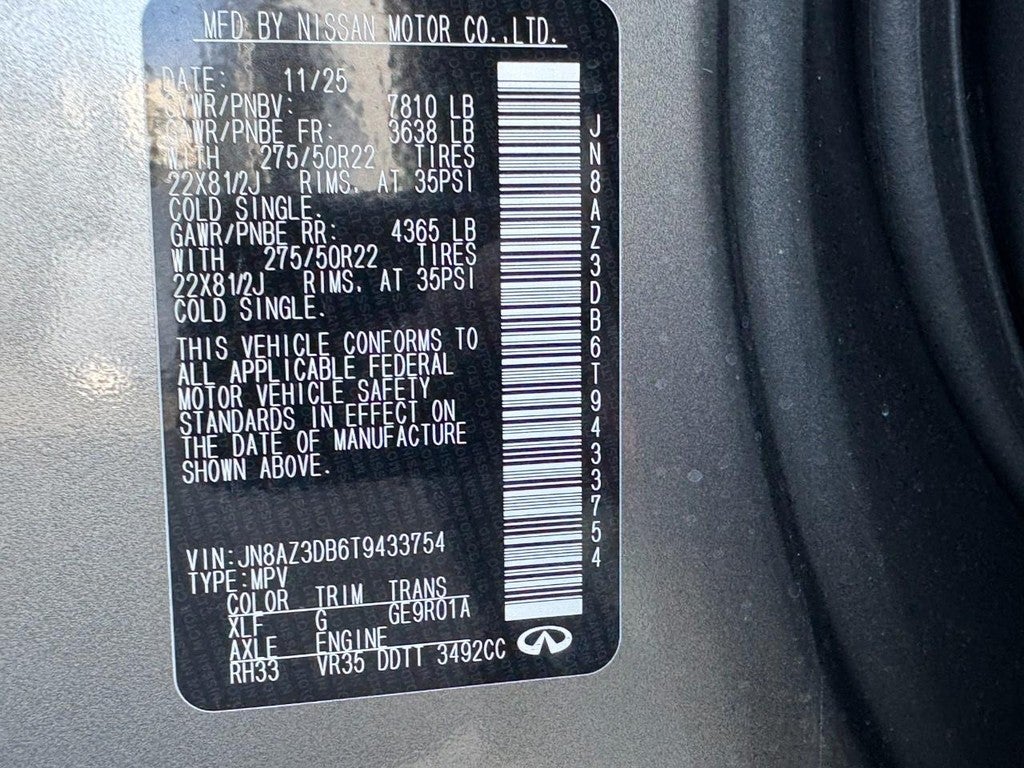 MFD BY NISSAN MOTOR CO.,LTD.
DATE: 11/25
GVWR/PNBV: 7810 LB
GAWR/PNBE FR: 3638 LB
WITH 275/50R22 TIRES
22X81/2J RIMS, AT 35PSI
COLD SINGLE.
GAWR/PNBE RR: 4365 LB
WITH 275/50R22 TIRES
22X81/2J RIMS, AT 35PSI
COLD SINGLE.
THIS VEHICLE CONFORMS TO
ALL APPLICABLE FEDERAL
MOTOR VEHICLE SAFETY
STANDARDS IN EFFECT ON
THE DATE OF MANUFACTURE
SHOWN ABOVE.
VIN:JN8AZ3DB6T9433754
TYPE:MPV
COLOR TRIM TRANS
XLF G GE9R01A
AXLE ENGINE
RH33 VR35 DDTT 3492CC
JN8AZ3DB6T9433754